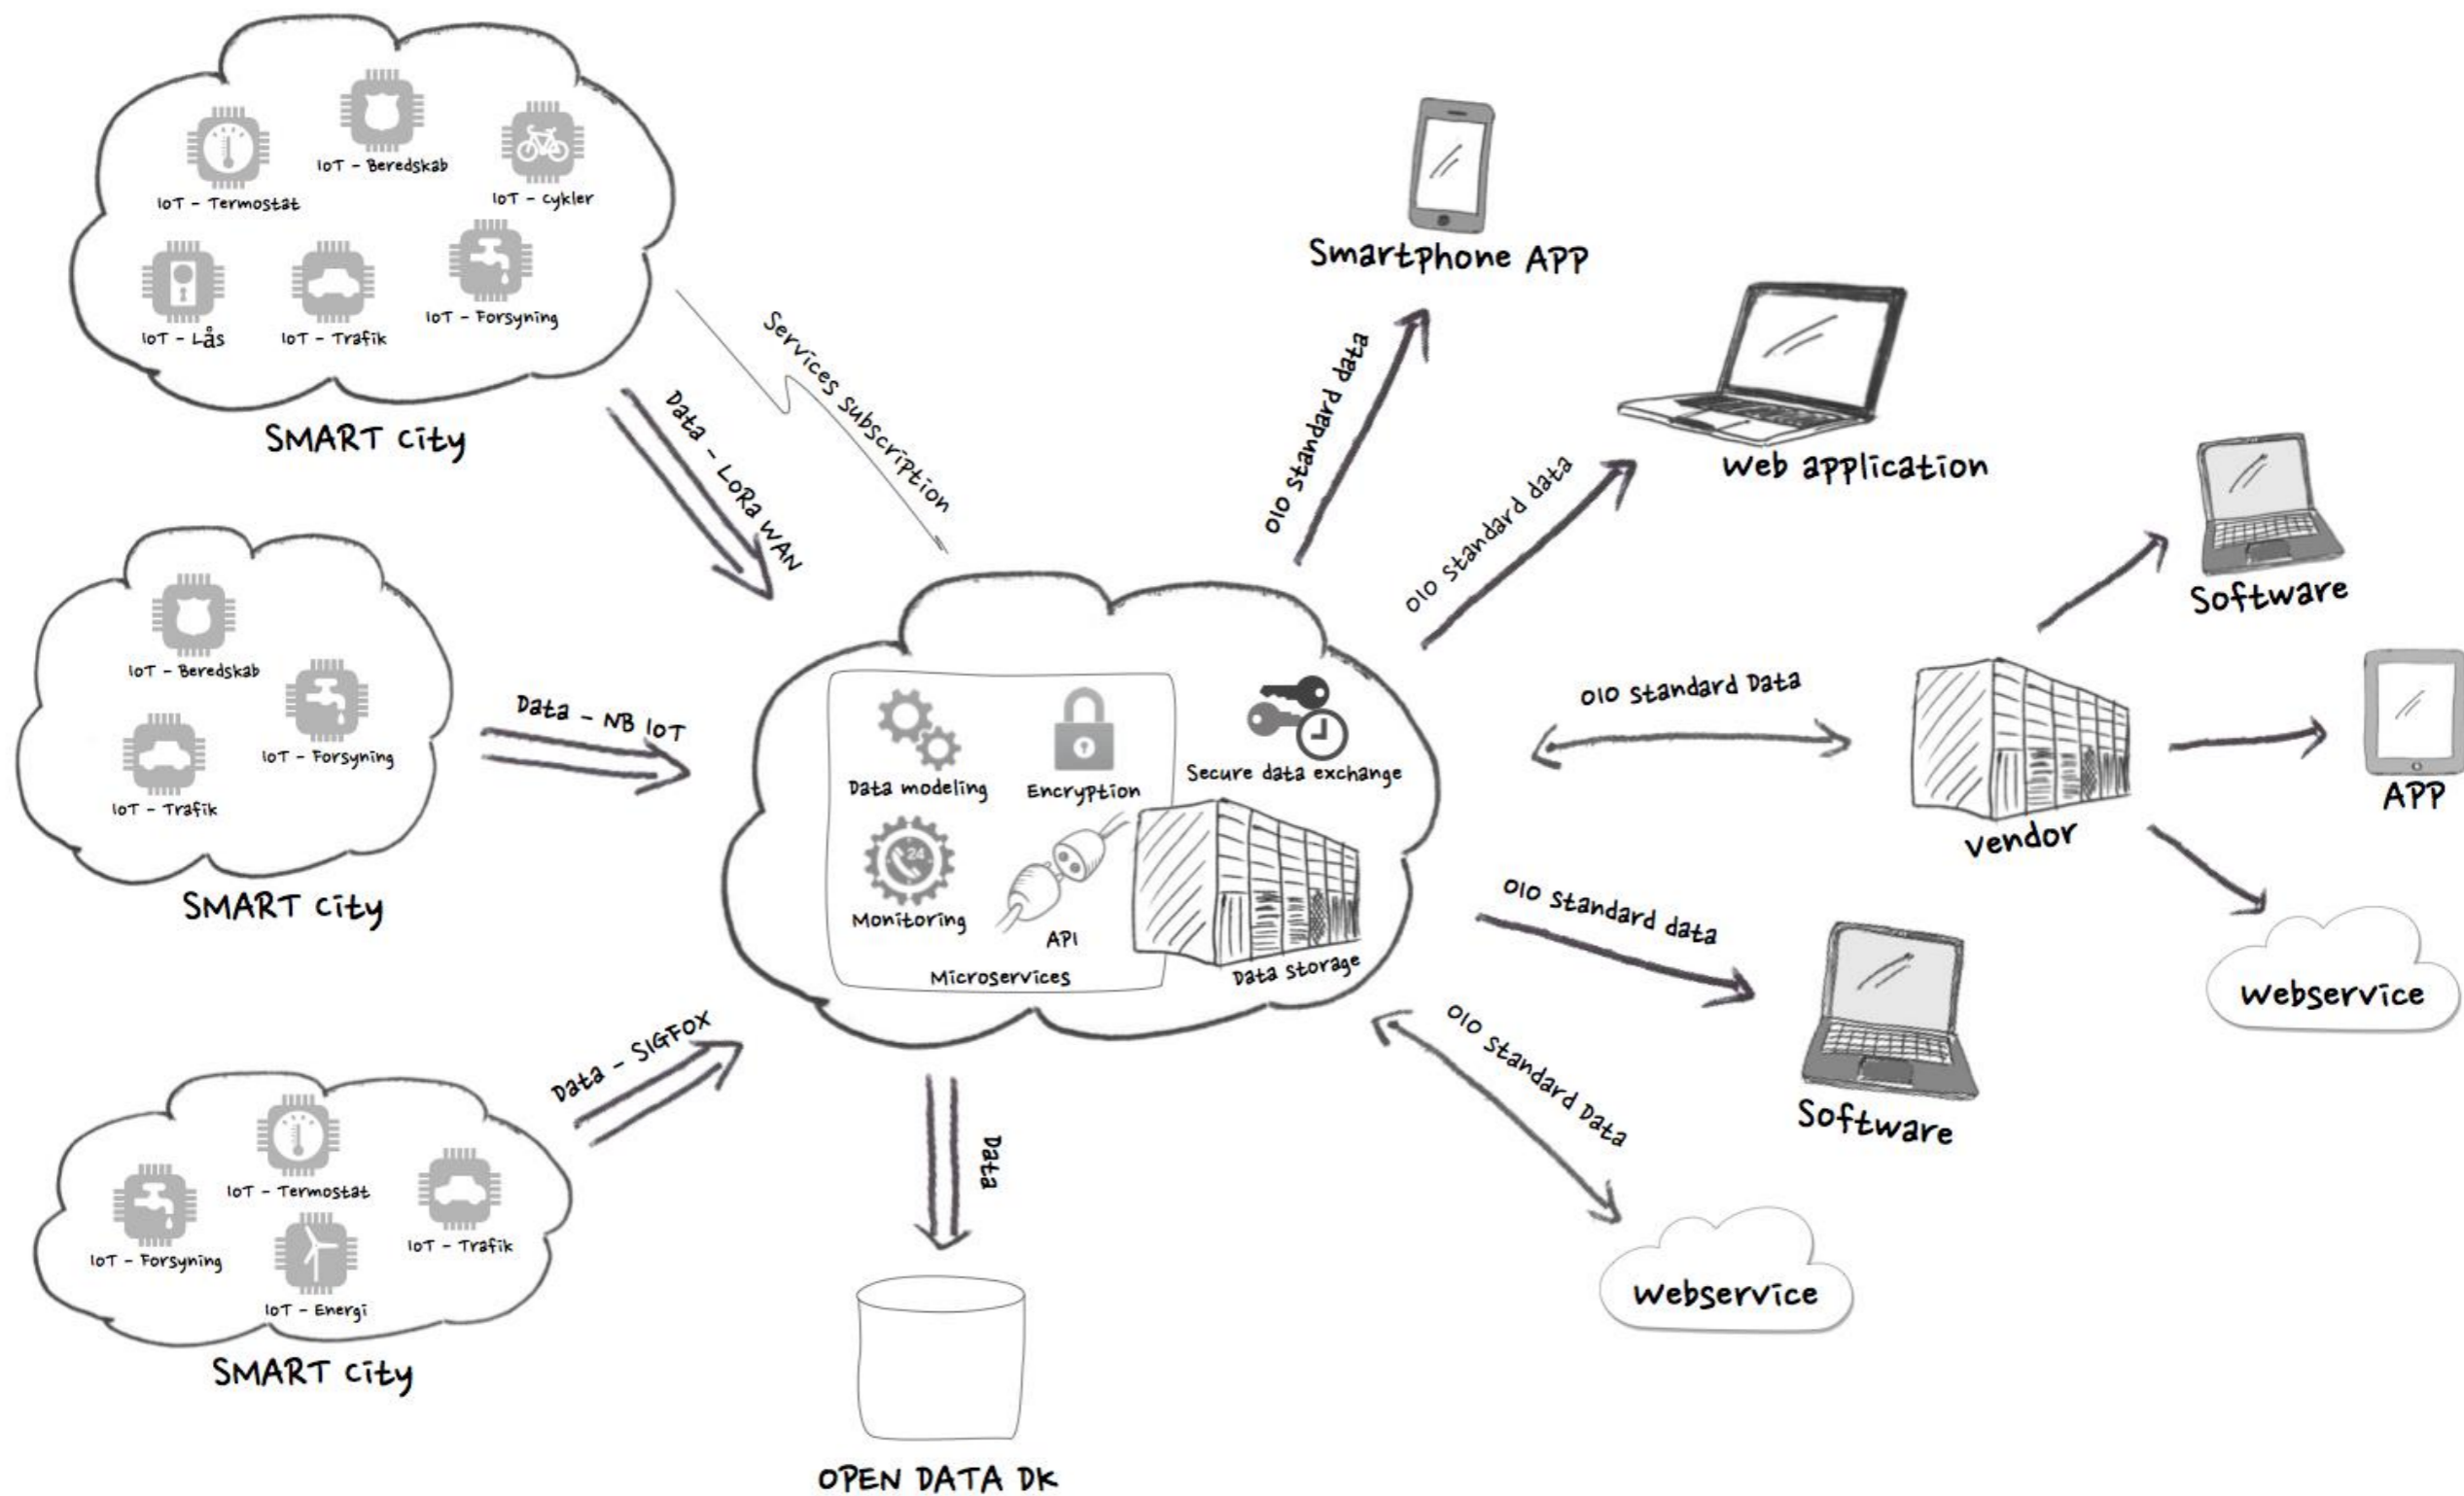 IoT - Beredskab
IoT - Termostat
IoT - Cykler
IoT - Lås
IoT - Trafik
IoT - Forsyning
SMART City
Services subscription
Data - LoRa WAN
IoT - Beredskab
IoT - Forsyning
IoT - Trafik
SMART City
Data - NB IoT
IoT - Termostat
IoT - Forsyning
IoT - Trafik
IoT - Energi
SMART City
Data - SIGFOX
Data modeling
Encryption
Secure data exchange
24
Monitoring
API
Microservices
Data storage
Data
OPEN DATA DK
OIO standard data
Smartphone APP
OIO standard data
Web application
OIO standard Data
Vendor
Software
APP
Webservice
OIO standard data
Software
OIO standard Data
Webservice